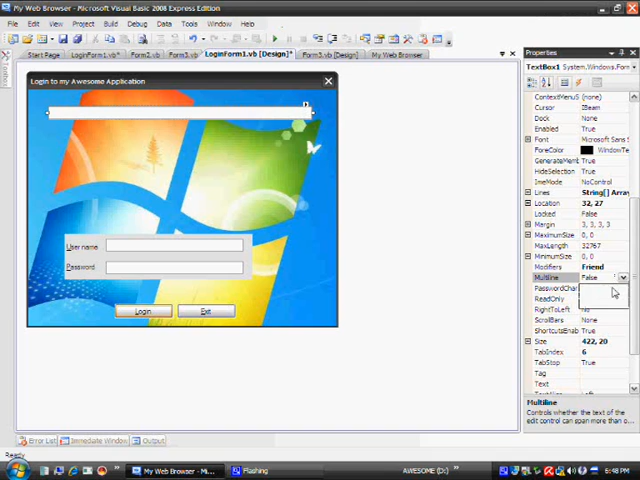 My Web Browser - Microsoft Visual Basic 2008 Express Edition
File Edit View Project Build Debug Data Tools Window Help
Start Page LoginForm1.vb* Form2.vb Form3.vb LoginForm1.vb [Design]* Form3.vb [Design] My Web Browser
Toolbox
Login to my Awesome Application
User name
Password
Login Exit
Properties
TextBox1 System.Windows.Form
ContextMenuS (none)
Cursor IBeam
Dock None
Enabled True
Font Microsoft Sans S
ForeColor WindowTe
GenerateMemb True
HideSelection True
ImeMode NoControl
Lines String[] Array
Location 32, 27
Locked False
Margin 3, 3, 3, 3
MaximumSize 0, 0
MaxLength 32767
MinimumSize 0, 0
Modifiers Friend
Multiline False
PasswordChar
ReadOnly
RightToLeft No
ScrollBars None
ShortcutsEnab True
Size 422, 20
TabIndex 6
TabStop True
Tag
Text
Multiline
Controls whether the text of the
edit control can span more than o
Error List Immediate Window Output
Ready
My Web Browser - Mi... Flashing AWESOME (D:) 6:48 PM